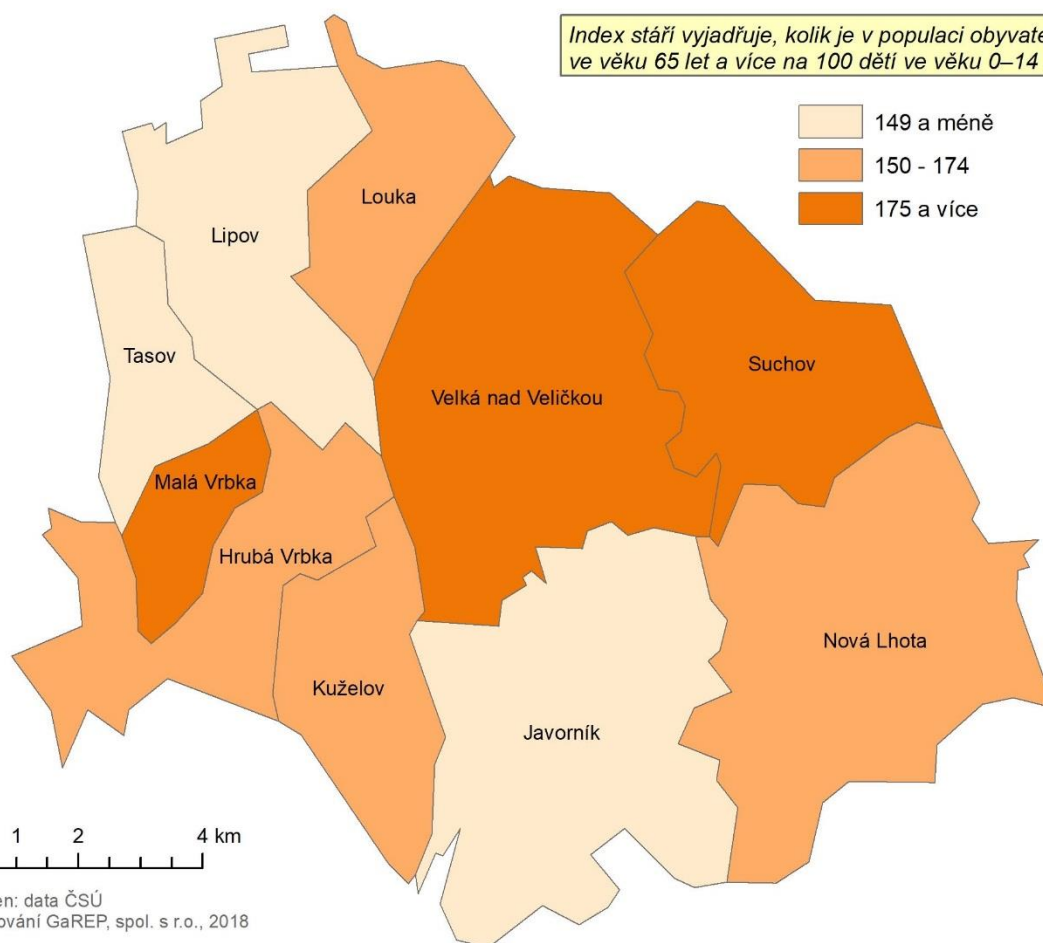 Index stáří vyjadřuje, kolik je v populaci obyvate
ve věku 65 let a více na 100 dětí ve věku 0–14
149 a méně
150 - 174
175 a více
Louka
Lipov
Tasov
Suchov
Velká nad Veličkou
Malá Vrbka
Hrubá Vrbka
Nová Lhota
Kuželov
Javorník
1 2 4 km
en: data ČSÚ
ování GaREP, spol. s r.o., 2018